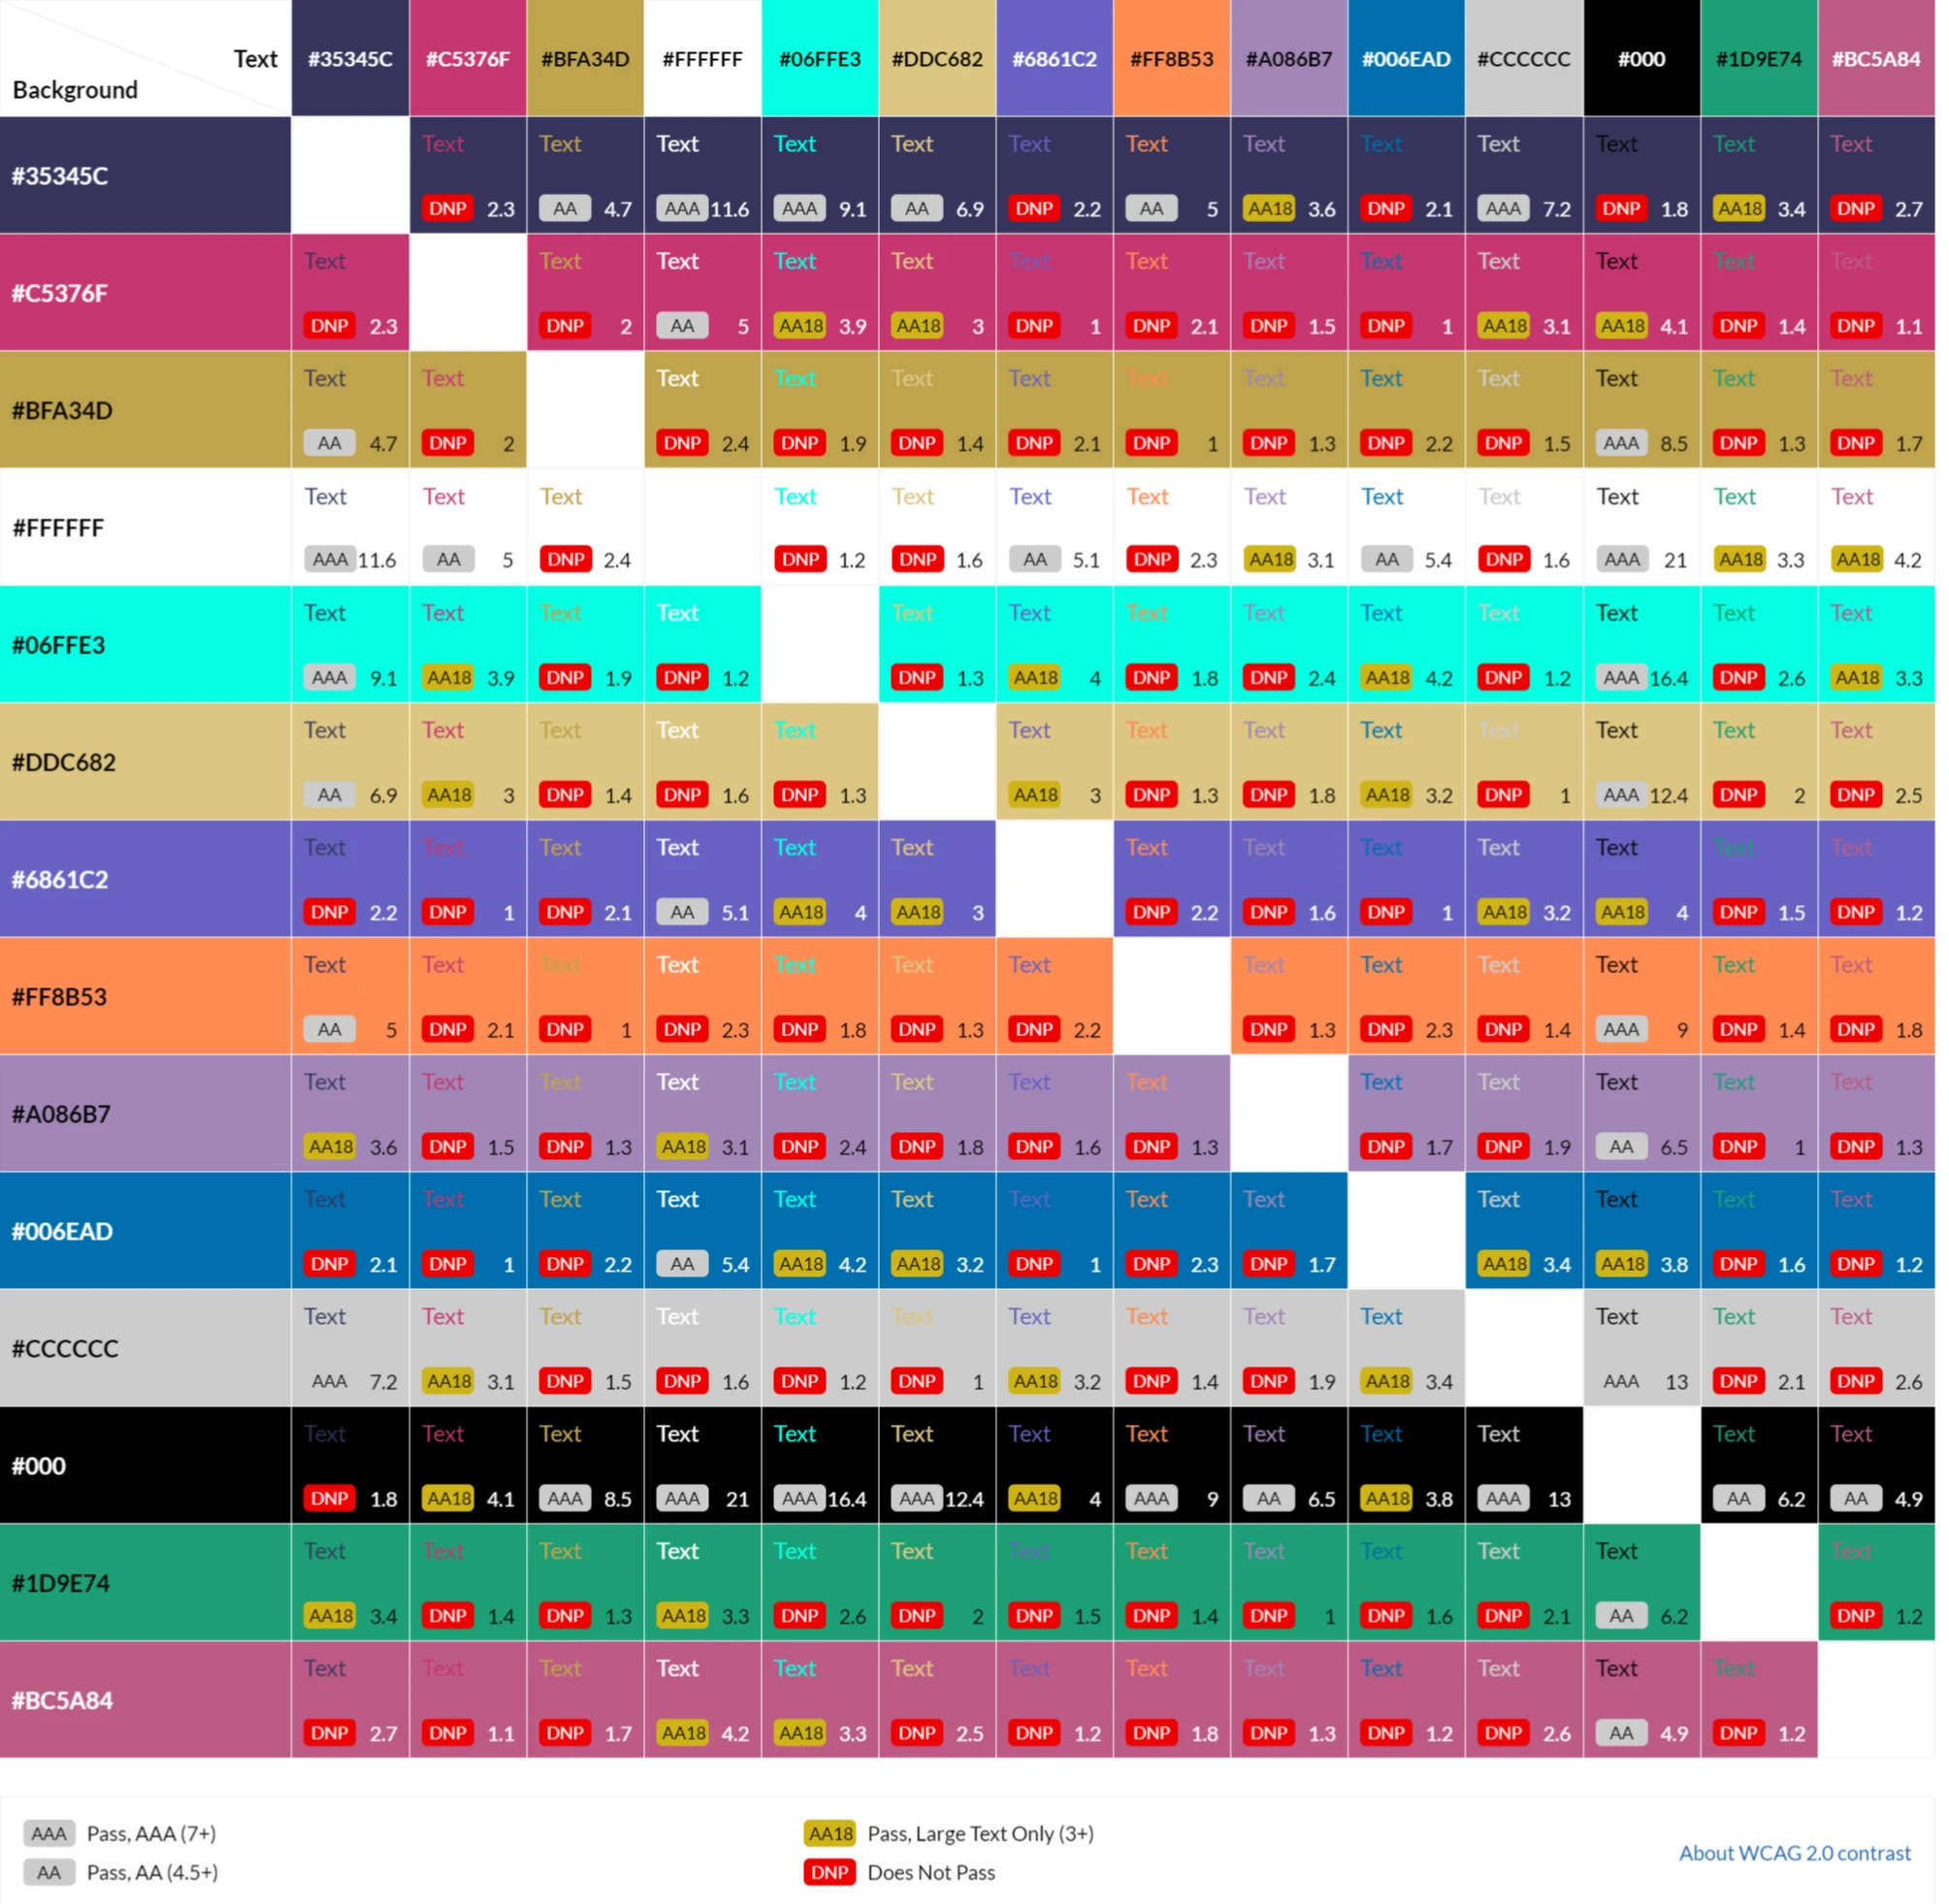 Text #35345C #C5376F #BFA34D #FFFFFF #06FFE3 #DDC682 #6861C2 #FF8B53 #A086B7 #006EAD #CCCCCC #000 #1D9E74 #BC5A84
Background
Text Text Text Text Text Text Text Text Text Text Text Text Text
#35345C
DNP 2.3 AA 4.7 AAA 11.6 AAA 9.1 AA 6.9 DNP 2.2 AA 5 AA18 3.6 DNP 2.1 AAA 7.2 DNP 1.8 AA18 3.4 DNP 2.7
Text Text Text Text Text Text Text Text Text Text Text Text Text
#C5376F
DNP 2.3 DNP 2 AA 5 AA18 3.9 AA18 3 DNP 1 DNP 2.1 DNP 1.5 DNP 1 AA18 3.1 AA18 4.1 DNP 1.4 DNP 1.1
Text Text Text Text Text Text Text Text Text Text Text Text Text
#BFA34D
AA 4.7 DNP 2 DNP 2.4 DNP 1.9 DNP 1.4 DNP 2.1 DNP 1 DNP 1.3 DNP 2.2 DNP 1.5 AAA 8.5 DNP 1.3 DNP 1.7
Text Text Text Text Text Text Text Text Text Text Text Text Text
#FFFFFF
AAA 11.6 AA 5 DNP 2.4 DNP 1.2 DNP 1.6 AA 5.1 DNP 2.3 AA18 3.1 AA 5.4 DNP 1.6 AAA 21 AA18 3.3 AA18 4.2
Text Text Text Text Text Text Text Text Text Text Text Text Text
#06FFE3
AAA 9.1 AA18 3.9 DNP 1.9 DNP 1.2 DNP 1.3 AA18 4 DNP 1.8 DNP 2.4 AA18 4.2 DNP 1.2 AAA 16.4 DNP 2.6 AA18 3.3
Text Text Text Text Text Text Text Text Text Text Text Text Text
#DDC682
AA 6.9 AA18 3 DNP 1.4 DNP 1.6 DNP 1.3 AA18 3 DNP 1.3 DNP 1.8 AA18 3.2 DNP 1 AAA 12.4 DNP 2 DNP 2.5
Text Text Text Text Text Text Text Text Text Text Text Text Text
#6861C2
DNP 2.2 DNP 1 DNP 2.1 AA 5.1 AA18 4 AA18 3 DNP 2.2 DNP 1.6 DNP 1 AA18 3.2 AA18 4 DNP 1.5 DNP 1.2
Text Text Text Text Text Text Text Text Text Text Text Text Text
#FF8B53
AA 5 DNP 2.1 DNP 1 DNP 2.3 DNP 1.8 DNP 1.3 DNP 2.2 DNP 1.3 DNP 2.3 DNP 1.4 AAA 9 DNP 1.4 DNP 1.8
Text Text Text Text Text Text Text Text Text Text Text Text Text
#A086B7
AA18 3.6 DNP 1.5 DNP 1.3 AA18 3.1 DNP 2.4 DNP 1.8 DNP 1.6 DNP 1.3 DNP 1.7 DNP 1.9 AA 6.5 DNP 1 DNP 1.3
Text Text Text Text Text Text Text Text Text Text Text Text Text
#006EAD
DNP 2.1 DNP 1 DNP 2.2 AA 5.4 AA18 4.2 AA18 3.2 DNP 1 DNP 2.3 DNP 1.7 AA18 3.4 AA18 3.8 DNP 1.6 DNP 1.2
Text Text Text Text Text Text Text Text Text Text Text Text Text
#CCCCCC
AAA 7.2 AA18 3.1 DNP 1.5 DNP 1.6 DNP 1.2 DNP 1 AA18 3.2 DNP 1.4 DNP 1.9 AA18 3.4 AAA 13 DNP 2.1 DNP 2.6
Text Text Text Text Text Text Text Text Text Text Text Text Text
#000
DNP 1.8 AA18 4.1 AAA 8.5 AAA 21 AAA 16.4 AAA 12.4 AA18 4 AAA 9 AA 6.5 AA18 3.8 AAA 13 AA 6.2 AA 4.9
Text Text Text Text Text Text Text Text Text Text Text Text Text
#1D9E74
AA18 3.4 DNP 1.4 DNP 1.3 AA18 3.3 DNP 2.6 DNP 2 DNP 1.5 DNP 1.4 DNP 1 DNP 1.6 DNP 2.1 AA 6.2 DNP 1.2
Text Text Text Text Text Text Text Text Text Text Text Text Text
#BC5A84
DNP 2.7 DNP 1.1 DNP 1.7 AA18 4.2 AA18 3.3 DNP 2.5 DNP 1.2 DNP 1.8 DNP 1.3 DNP 1.2 DNP 2.6 AA 4.9 DNP 1.2
AAA Pass, AAA (7+) AA18 Pass, Large Text Only (3+)
About WCAG 2.0 contrast
AA Pass, AA (4.5+) DNP Does Not Pass